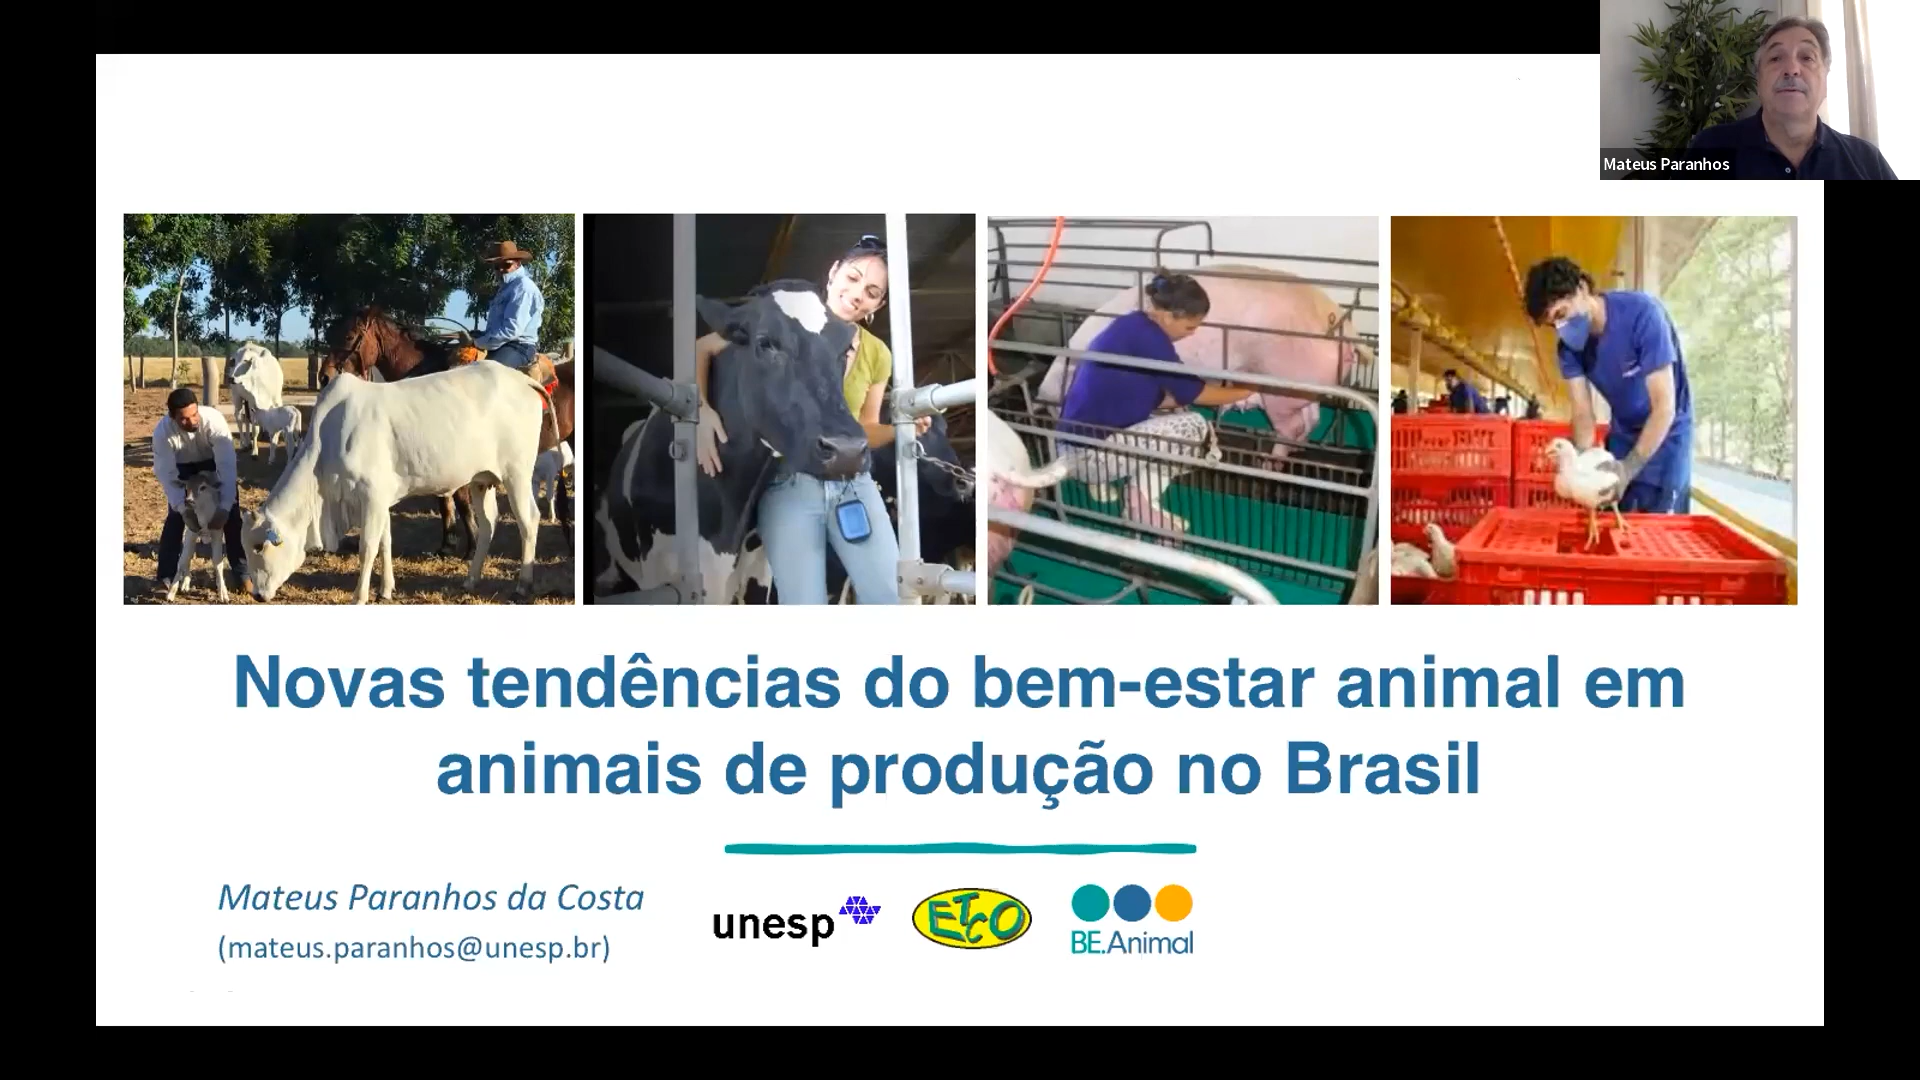 Mateus Paranhos
Novas tendências do bem-estar animal em
animais de produção no Brasil
Mateus Paranhos da Costa
(mateus.paranhos@unesp.br)
unesp
ETCO
BE.Animal